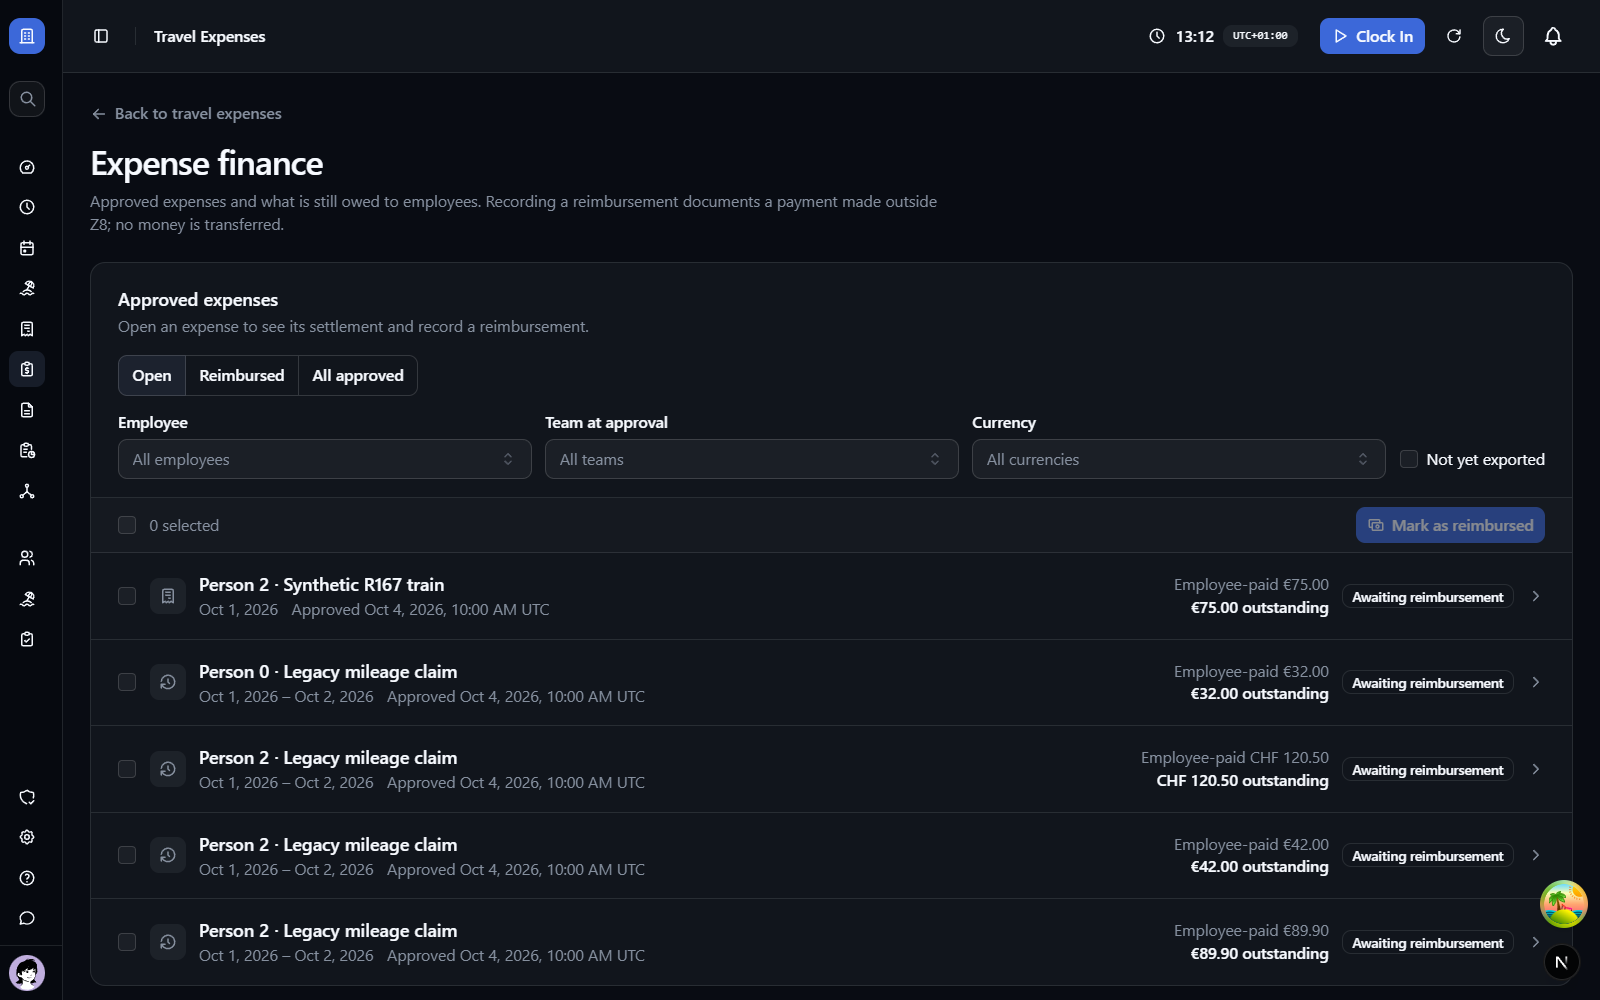 Travel Expenses
13:12
UTC+01:00
Clock In
Back to travel expenses
Expense finance
Approved expenses and what is still owed to employees. Recording a reimbursement documents a payment made outside
Z8; no money is transferred.
Approved expenses
Open an expense to see its settlement and record a reimbursement.
Open
Reimbursed
All approved
Employee
Team at approval
Currency
All employees
All teams
All currencies
Not yet exported
0 selected
Mark as reimbursed
Person 2 · Synthetic R167 train
Oct 1, 2026 Approved Oct 4, 2026, 10:00 AM UTC
Employee-paid €75.00
€75.00 outstanding
Awaiting reimbursement
Person 0 · Legacy mileage claim
Oct 1, 2026 – Oct 2, 2026 Approved Oct 4, 2026, 10:00 AM UTC
Employee-paid €32.00
€32.00 outstanding
Awaiting reimbursement
Person 2 · Legacy mileage claim
Oct 1, 2026 – Oct 2, 2026 Approved Oct 4, 2026, 10:00 AM UTC
Employee-paid CHF 120.50
CHF 120.50 outstanding
Awaiting reimbursement
Person 2 · Legacy mileage claim
Oct 1, 2026 – Oct 2, 2026 Approved Oct 4, 2026, 10:00 AM UTC
Employee-paid €42.00
€42.00 outstanding
Awaiting reimbursement
Person 2 · Legacy mileage claim
Oct 1, 2026 – Oct 2, 2026 Approved Oct 4, 2026, 10:00 AM UTC
Employee-paid €89.90
€89.90 outstanding
Awaiting reimbursement
N